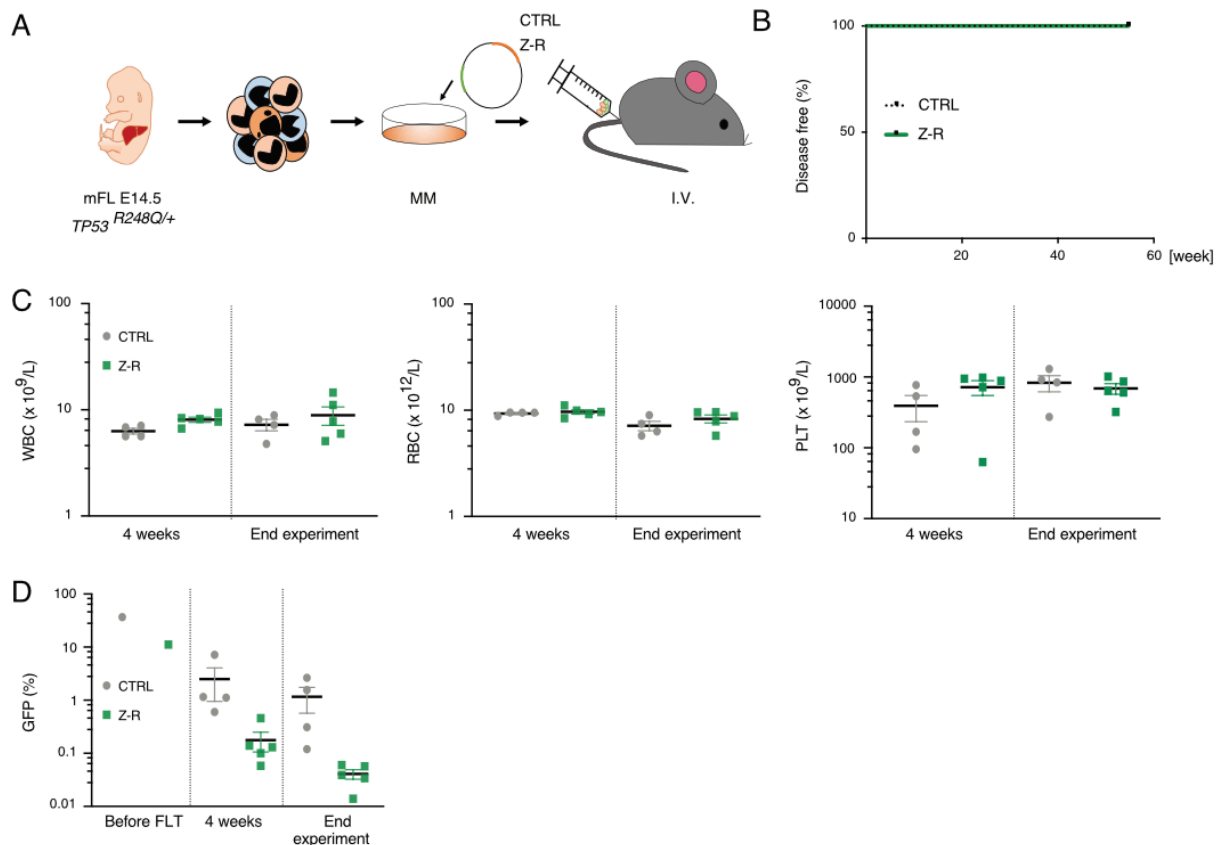 A
CTRL
Z-R
mFL E14.5
TP53 R248Q/+
MM
I.V.
B
Disease free (%)
100
50
0
CTRL
Z-R
20
40
60
[week]
C
WBC (x 10^9/L)
100
10
1
CTRL
Z-R
4 weeks
End experiment
RBC (x 10^12/L)
100
10
1
4 weeks
End experiment
PLT (x 10^9/L)
10000
1000
100
10
4 weeks
End experiment
D
GFP (%)
100
10
1
0.1
0.01
CTRL
Z-R
Before FLT
4 weeks
End
experiment